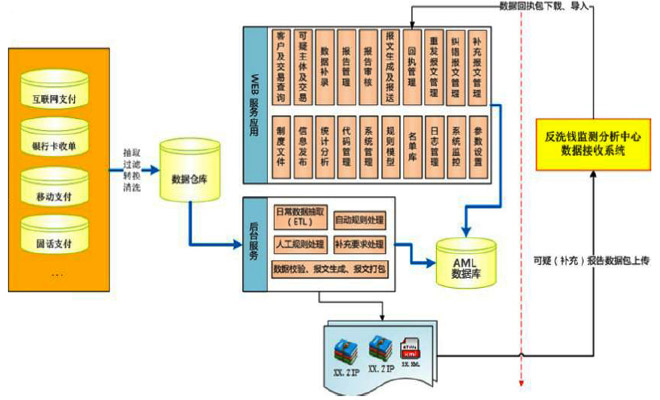 数据回执包下载、导入
互联网支付
银行卡收单
移动支付
固话支付
...
抽取
过滤
转换
清洗
数据仓库
WEB 服务应用
客户及交易查询
可疑主体及交易
数据补录
报告管理
报告审核
报文生成及报送
回执管理
重发报文管理
纠错报文管理
补充报文管理
制度文件
信息发布
统计分析
代码管理
系统管理
规则模型
名单库
日志管理
系统监控
参数设置
后台服务
日常数据抽取
(ETL)
自动规则处理
人工规则处理
补充要求处理
数据校验、报文生成、报文打包
AML
数据库
反洗钱监测分析中心
数据接收系统
可疑（补充）报告数据包上传
XX.ZIP
XX.ZIP
XX.XML